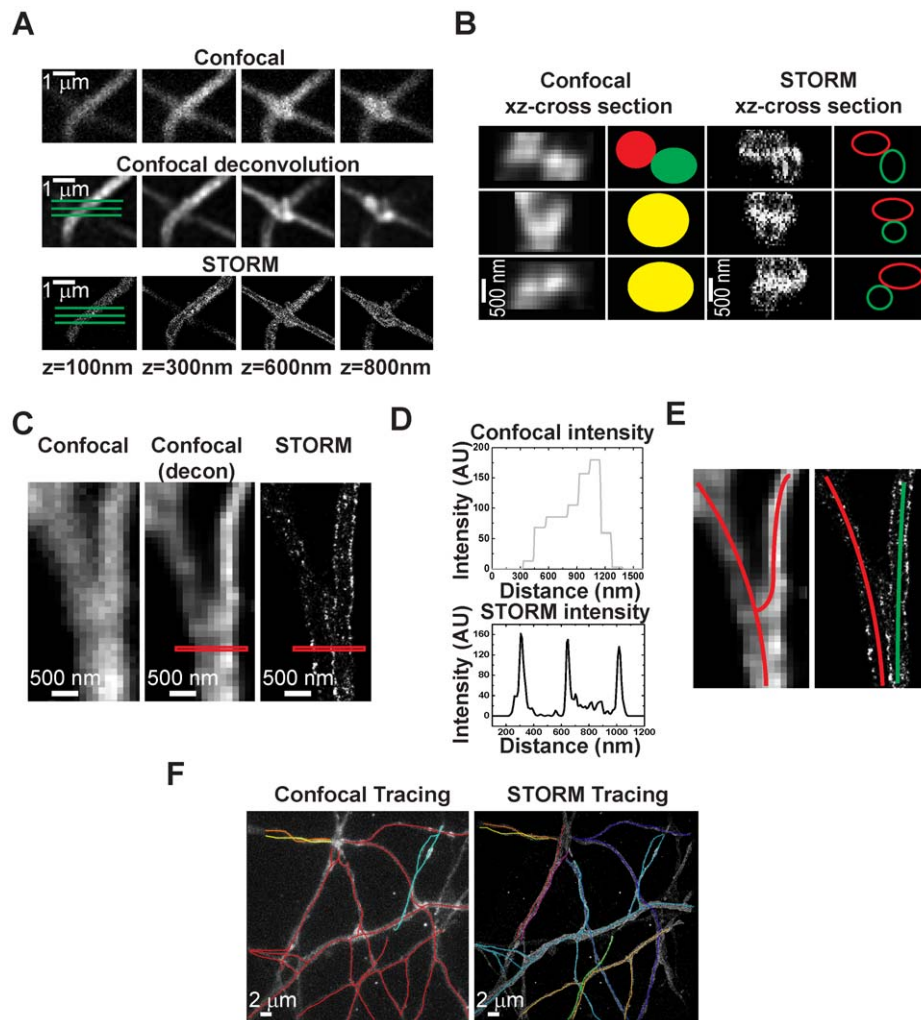 A
Confocal
1 μm
Confocal deconvolution
1 μm
STORM
1 μm
z=100nm z=300nm z=600nm z=800nm
B
Confocal STORM
xz-cross section xz-cross section
500 nm 500 nm
C
Confocal Confocal STORM
(decon)
500 nm 500 nm 500 nm
D
Confocal intensity
Intensity (AU)
200
150
100
50
0
300 600 900 1200 1500
Distance (nm)
STORM intensity
Intensity (AU)
160
120
80
40
0
200 400 600 800 1000 1200
Distance (nm)
E
F
Confocal Tracing STORM Tracing
2 μm 2 μm